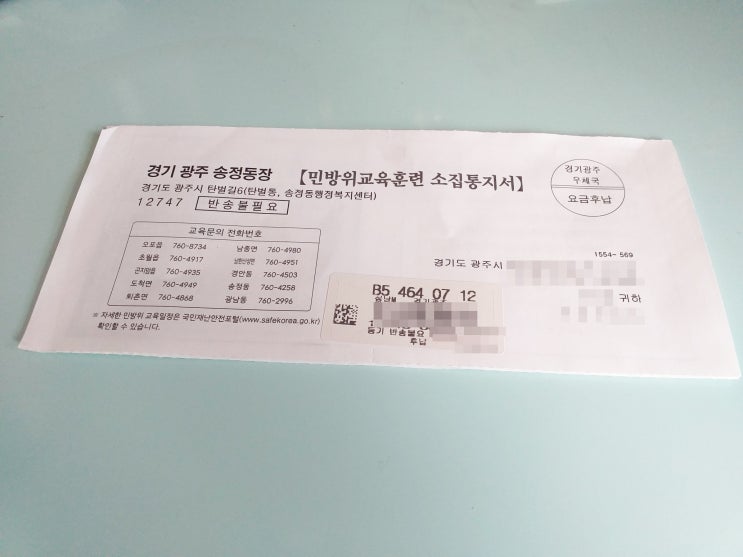 경기 광주 송정동장
【민방위교육훈련 소집통지서】
경기도 광주시 탄벌길6(탄벌동, 송정동행정복지센터)
12747 반송불필요
경기광주
우체국
요금후납
교육문의 전화번호
오포읍 760-8734 남종면 760-4980
초월읍 760-4917 남한산성면 760-4951
곤지암읍 760-4935 경안동 760-4503
도척면 760-4949 송정동 760-4258
퇴촌면 760-4868 광남동 760-2996
※ 자세한 민방위 교육일정은 국민재난안전포털(www.safekorea.go.kr)
확인할 수 있습니다.
1554-569
경기도 광주시
귀하
B5 464 07 12
등기 반송불요
후납